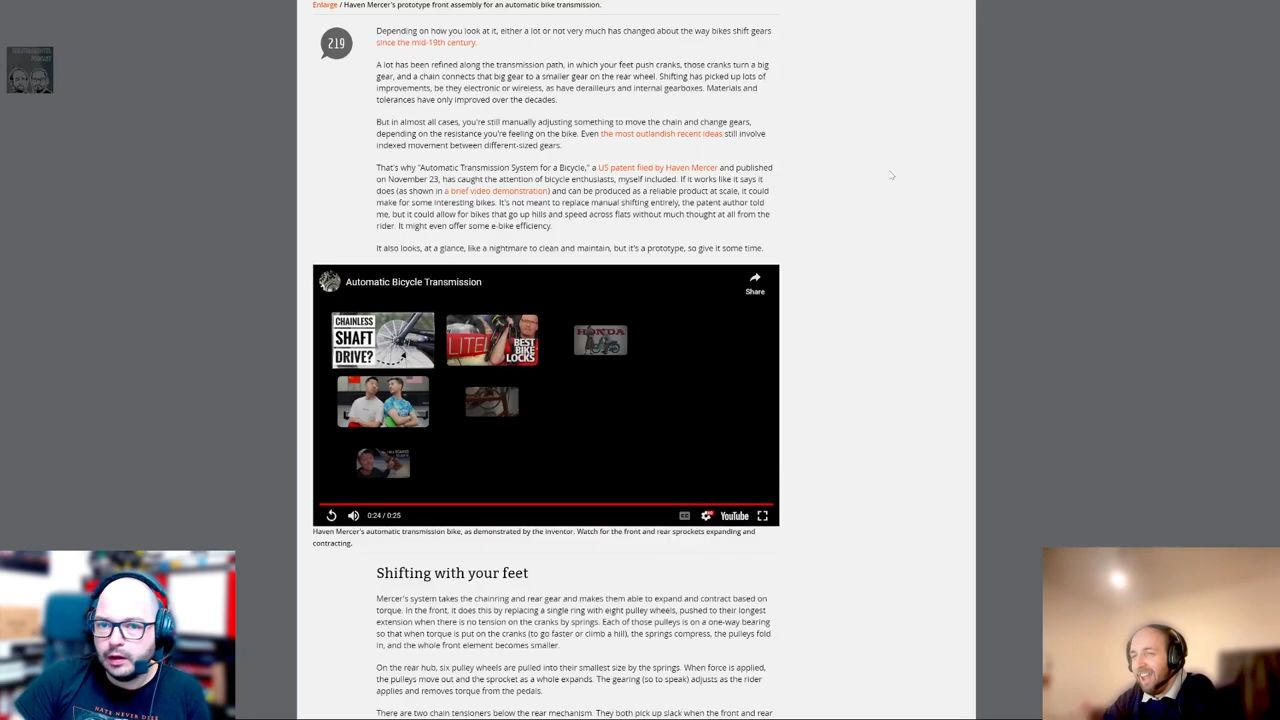 Enlarge / Haven Mercer's prototype front assembly for an automatic bike transmission.
219
Depending on how you look at it, either a lot or not very much has changed about the way bikes shift gears
since the mid-19th century.
A lot has been refined along the transmission path, in which your feet push cranks, those cranks turn a big
gear, and a chain connects that big gear to a smaller gear on the rear wheel. Shifting has picked up lots of
improvements, be they electronic or wireless, as have derailleurs and internal gearboxes. Materials and
tolerances have only improved over the decades.
But in almost all cases, you're still manually adjusting something to move the chain and change gears,
depending on the resistance you're feeling on the bike. Even the most outlandish recent ideas still involve
indexed movement between different-sized gears.
That's why "Automatic Transmission System for a Bicycle," a US patent filed by Haven Mercer and published
on November 23, has caught the attention of bicycle enthusiasts, myself included. If it works like it says it
does (as shown in a brief video demonstration) and can be produced as a reliable product at scale, it could
make for some interesting bikes. It's not meant to replace manual shifting entirely, the patent author told
me, but it could allow for bikes that go up hills and speed across flats without much thought at all from the
rider. It might even offer some e-bike efficiency.
It also looks, at a glance, like a nightmare to clean and maintain, but it's a prototype, so give it some time.
Automatic Bicycle Transmission
Share
CHAINLESS
SHAFT
DRIVE?
LITEL
BEST
BIKE
LOCKS
HONDA
0:24 / 0:25
CC
YouTube
Haven Mercer's automatic transmission bike, as demonstrated by the inventor. Watch for the front and rear sprockets expanding and
contracting.
Shifting with your feet
Mercer's system takes the chainring and rear gear and makes them able to expand and contract based on
torque. In the front, it does this by replacing a single ring with eight pulley wheels, pushed to their longest
extension when there is no tension on the cranks by springs. Each of those pulleys is on a one-way bearing
so that when torque is put on the cranks (to go faster or climb a hill), the springs compress, the pulleys fold
in, and the whole front element becomes smaller.
On the rear hub, six pulley wheels are pulled into their smallest size by the springs. When force is applied,
the pulleys move out and the sprocket as a whole expands. The gearing (so to speak) adjusts as the rider
applies and removes torque from the pedals.
There are two chain tensioners below the rear mechanism. They both pick up slack when the front and rear
HATE NEVER DIES